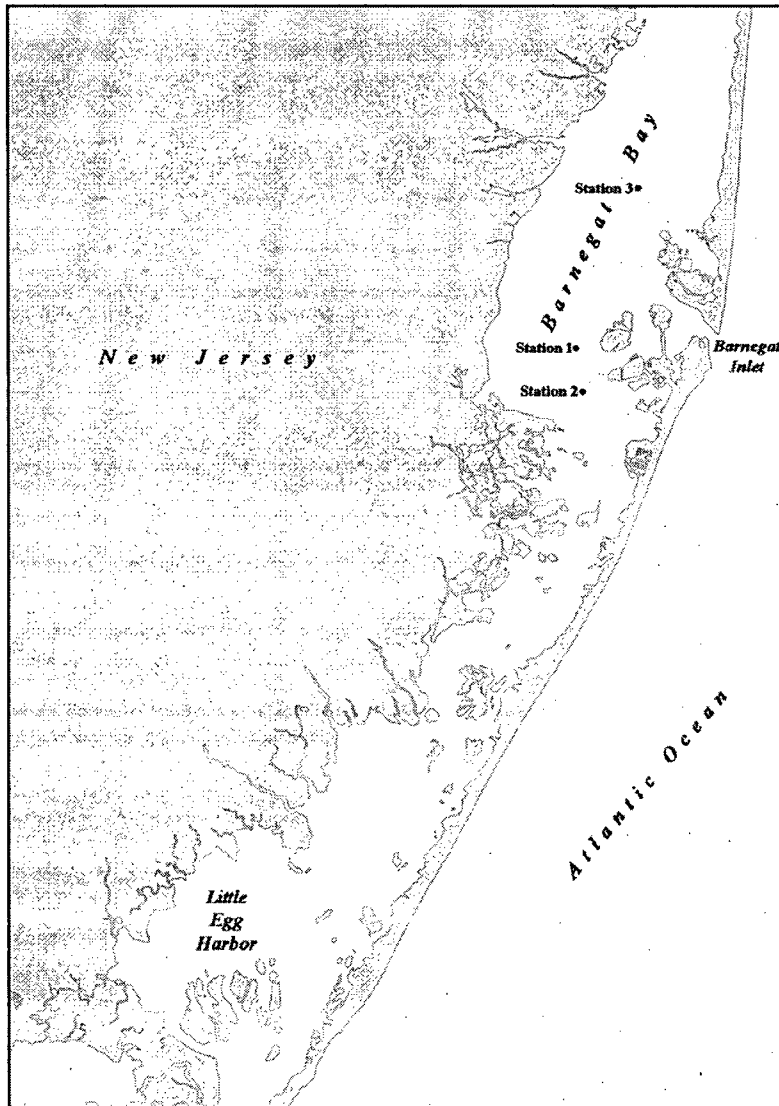 Barnegat Bay
Station 3
New Jersey
Station 1
Barnegat
Inlet
Station 2
Atlantic Ocean
Little
Egg
Harbor